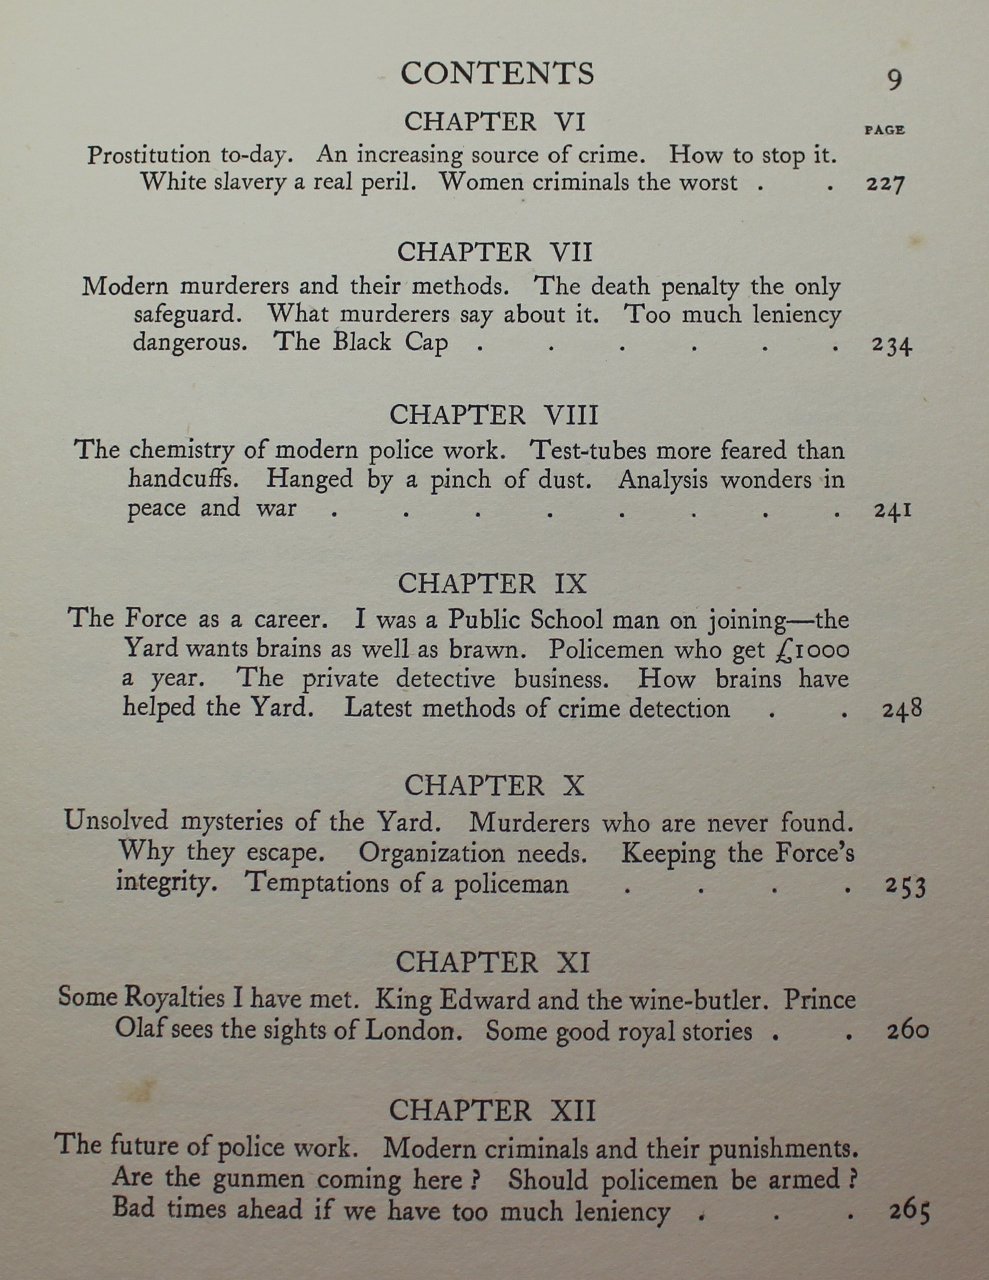 CONTENTS 9
CHAPTER VI
PAGE
Prostitution to-day. An increasing source of crime. How to stop it.
White slavery a real peril. Women criminals the worst . . 227
CHAPTER VII
Modern murderers and their methods. The death penalty the only
safeguard. What murderers say about it. Too much leniency
dangerous. The Black Cap . . . . . . 234
CHAPTER VIII
The chemistry of modern police work. Test-tubes more feared than
handcuffs. Hanged by a pinch of dust. Analysis wonders in
peace and war . . . . . . . . 241
CHAPTER IX
The Force as a career. I was a Public School man on joining—the
Yard wants brains as well as brawn. Policemen who get £1000
a year. The private detective business. How brains have
helped the Yard. Latest methods of crime detection . . 248
CHAPTER X
Unsolved mysteries of the Yard. Murderers who are never found.
Why they escape. Organization needs. Keeping the Force's
integrity. Temptations of a policeman . . . . 253
CHAPTER XI
Some Royalties I have met. King Edward and the wine-butler. Prince
Olaf sees the sights of London. Some good royal stories . . 260
CHAPTER XII
The future of police work. Modern criminals and their punishments.
Are the gunmen coming here ? Should policemen be armed ?
Bad times ahead if we have too much leniency . . . 265